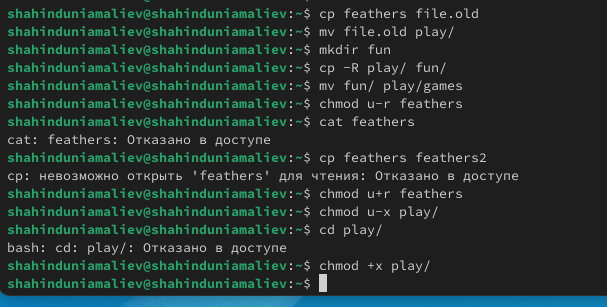 shahinduniamaliev@shahinduniamaliev:~$ cp feathers file.old
shahinduniamaliev@shahinduniamaliev:~$ mv file.old play/
shahinduniamaliev@shahinduniamaliev:~$ mkdir fun
shahinduniamaliev@shahinduniamaliev:~$ cp -R play/ fun/
shahinduniamaliev@shahinduniamaliev:~$ mv fun/ play/games
shahinduniamaliev@shahinduniamaliev:~$ chmod u-r feathers
shahinduniamaliev@shahinduniamaliev:~$ cat feathers
cat: feathers: Отказано в доступе
shahinduniamaliev@shahinduniamaliev:~$ cp feathers feathers2
cp: невозможно открыть 'feathers' для чтения: Отказано в доступе
shahinduniamaliev@shahinduniamaliev:~$ chmod u+r feathers
shahinduniamaliev@shahinduniamaliev:~$ chmod u-x play/
shahinduniamaliev@shahinduniamaliev:~$ cd play/
bash: cd: play/: Отказано в доступе
shahinduniamaliev@shahinduniamaliev:~$ chmod +x play/
shahinduniamaliev@shahinduniamaliev:~$